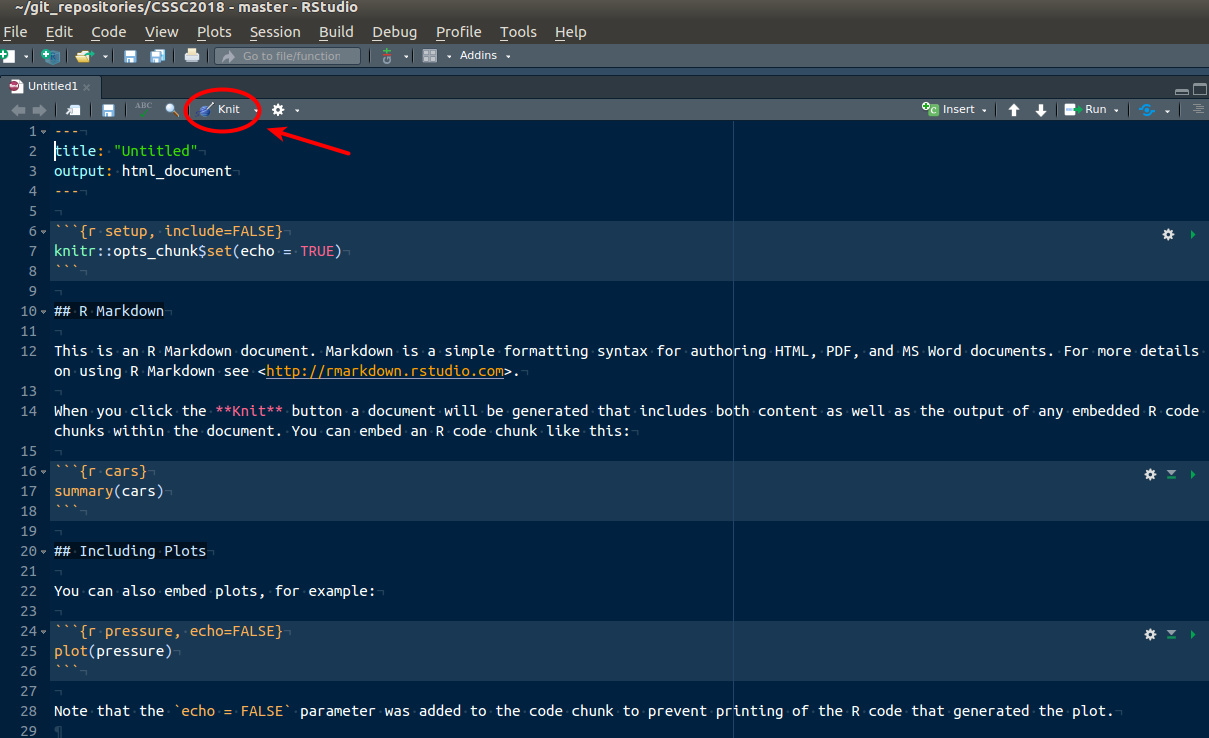 ~/git_repositories/CSSC2018 - master - RStudio
File Edit Code View Plots Session Build Debug Profile Tools Help
Go to file/function Addins
Untitled1
ABC Knit Insert Run
1 ---
2 title: "Untitled"
3 output: html_document
4 ---
5
6 ```{r setup, include=FALSE}
7 knitr::opts_chunk$set(echo = TRUE)
8 ```
9
10 ## R Markdown
11
12 This is an R Markdown document. Markdown is a simple formatting syntax for authoring HTML, PDF, and MS Word documents. For more details
on using R Markdown see <http://rmarkdown.rstudio.com>.
13
14 When you click the **Knit** button a document will be generated that includes both content as well as the output of any embedded R code
chunks within the document. You can embed an R code chunk like this:
15
16 ```{r cars}
17 summary(cars)
18 ```
19
20 ## Including Plots
21
22 You can also embed plots, for example:
23
24 ```{r pressure, echo=FALSE}
25 plot(pressure)
26 ```
27
28 Note that the `echo = FALSE` parameter was added to the code chunk to prevent printing of the R code that generated the plot.
29